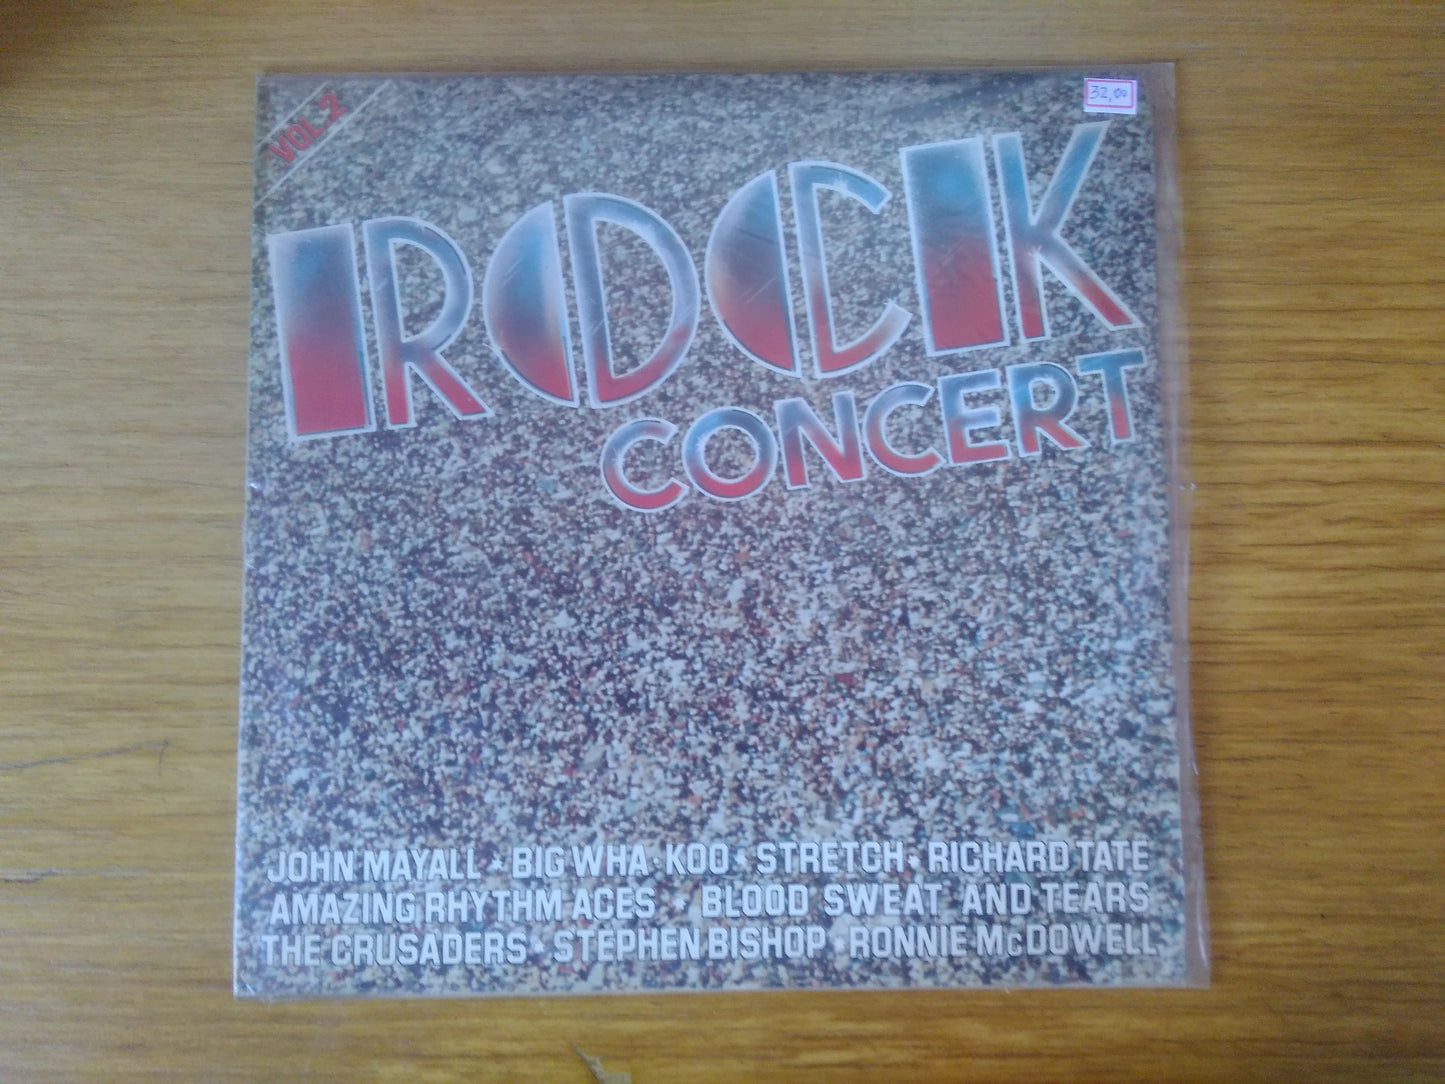 VOL.2
32,00
ROCK
CONCERT
JOHN MAYALL * BIG WHA-KOO * STRETCH * RICHARD TATE
AMAZING RHYTHM ACES * BLOOD SWEAT AND TEARS
THE CRUSADERS * STEPHEN BISHOP * RONNIE McDOWELL